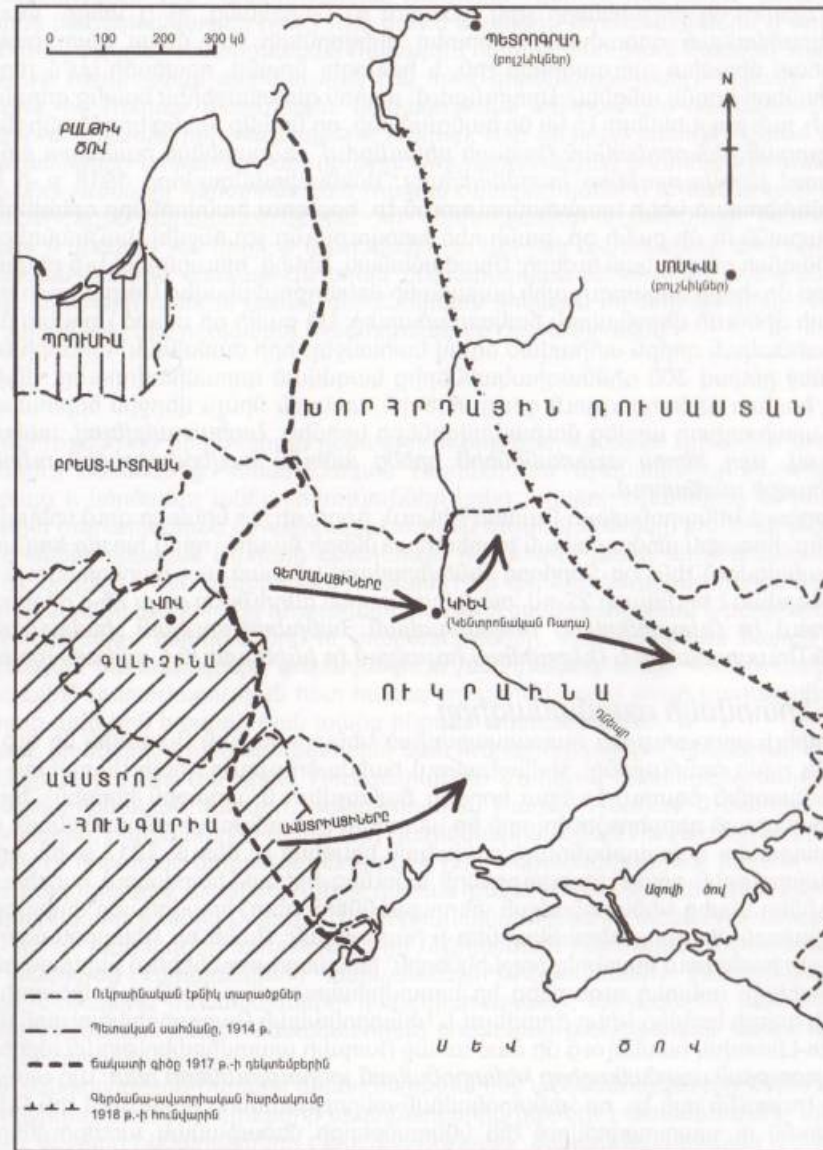 0 100 200 300 կմ
ՊԵՏՐՈԳՐԱԴ
(բոլշևիկներ)
N
ԲԱԼԹԻԿ
ԾՈՎ
ՄՈՍԿՎԱ
(բոլշևիկներ)
ՊՐՈՒՍԻԱ
ԽՈՐՀՐԴԱՅԻՆ ՌՈՒՍԱՍՏԱՆ
ԲՐԵՍՏ-ԼԻՏՈՎՍԿ
ԳԵՐՄԱՆԱՑԻՆԵՐԸ
ԼՎՈՎ
ԿԻԵՎ
(Կենտրոնական Ռադա)
ԳԱԼԻՉԻՆԱ
ՈՒԿՐԱԻՆԱ
Դնեպր
ԱՎՍՏՐՈ-
-ՀՈՒՆԳԱՐԻԱ
ԱՎՍՏՐԻԱՑԻՆԵՐԸ
Ազովի ծով
Ուկրաինական էթնիկ տարածքներ
Պետական սահմանը, 1914 թ.
ՍԵՎ ԾՈՎ
Ճակատի գիծը 1917 թ.-ի դեկտեմբերին
Գերմանա-ավստրիական հարձակումը
1918 թ.-ի հունվարին